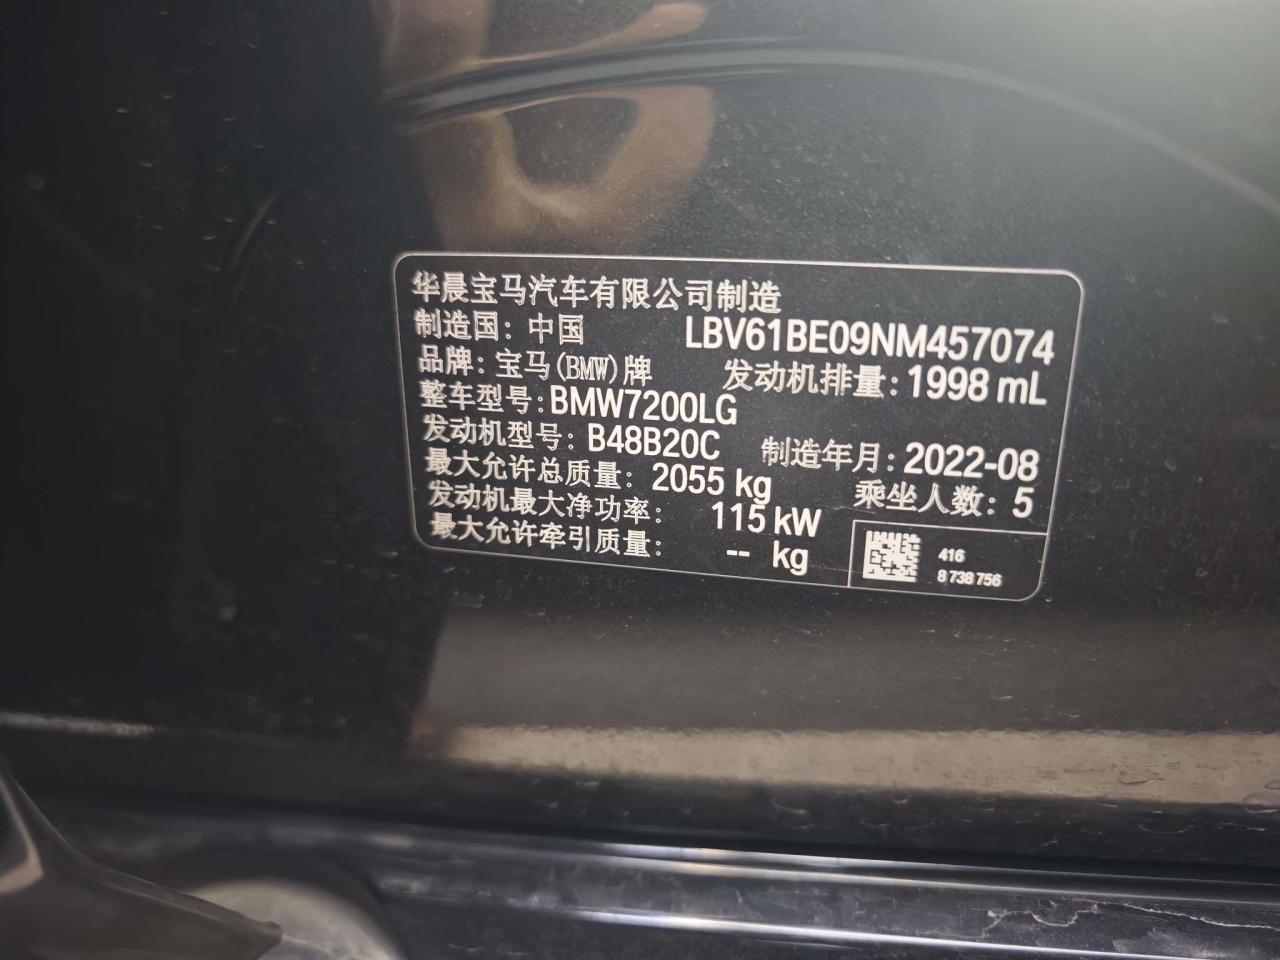 华晨宝马汽车有限公司制造
制造国：中国 LBV61BE09NM457074
品牌：宝马(BMW)牌 发动机排量：1998 mL
整车型号：BMW7200LG
发动机型号：B48B20C 制造年月：2022-08
最大允许总质量：2055 kg 乘坐人数：5
发动机最大净功率：115 kW
最大允许牵引质量：-- kg
416
8 738 756